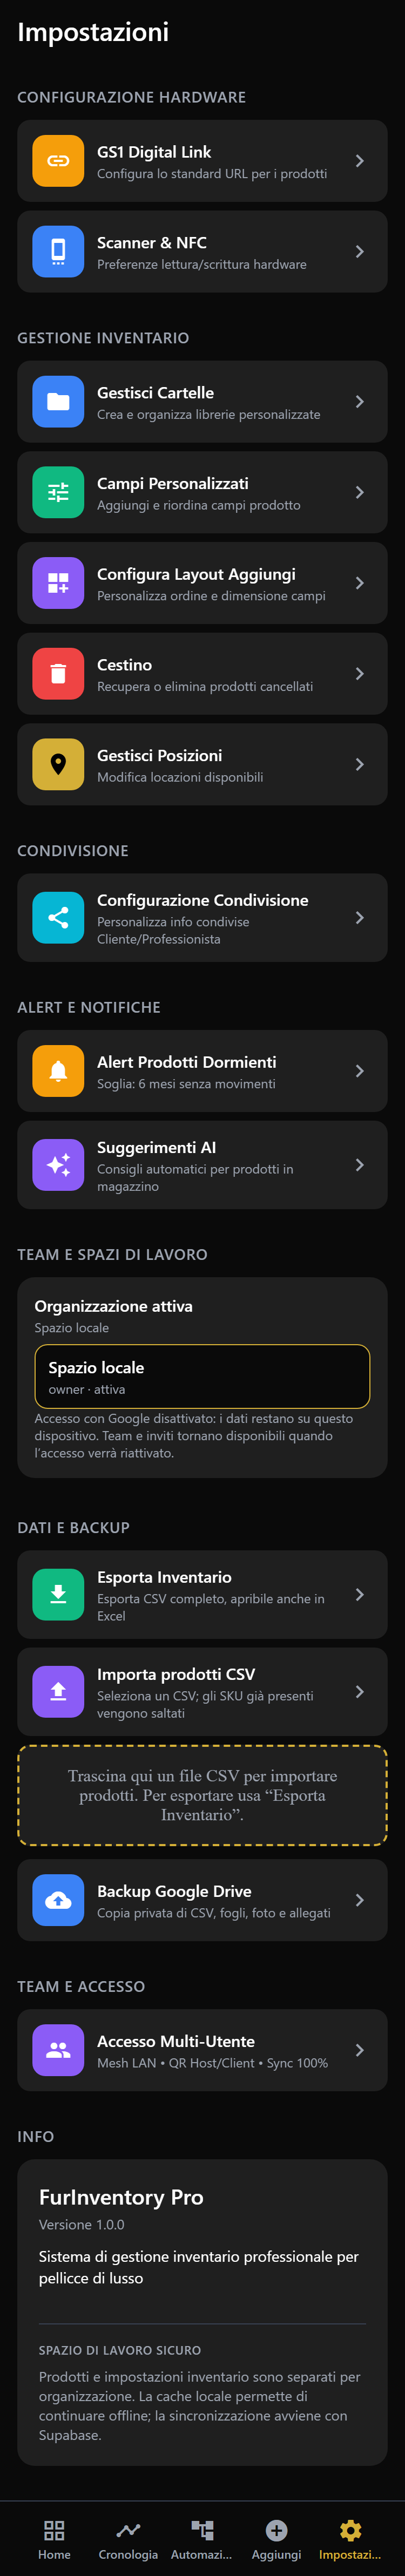 Impostazioni
CONFIGURAZIONE HARDWARE
GS1 Digital Link
Configura lo standard URL per i prodotti
Scanner & NFC
Preferenze lettura/scrittura hardware
GESTIONE INVENTARIO
Gestisci Cartelle
Crea e organizza librerie personalizzate
Campi Personalizzati
Aggiungi e riordina campi prodotto
Configura Layout Aggiungi
Personalizza ordine e dimensione campi
Cestino
Recupera o elimina prodotti cancellati
Gestisci Posizioni
Modifica locazioni disponibili
CONDIVISIONE
Configurazione Condivisione
Personalizza info condivise
Cliente/Professionista
ALERT E NOTIFICHE
Alert Prodotti Dormienti
Soglia: 6 mesi senza movimenti
Suggerimenti AI
Consigli automatici per prodotti in
magazzino
TEAM E SPAZI DI LAVORO
Organizzazione attiva
Spazio locale
Spazio locale
owner · attiva
Accesso con Google disattivato: i dati restano su questo
dispositivo. Team e inviti tornano disponibili quando
l'accesso verrà riattivato.
DATI E BACKUP
Esporta Inventario
Esporta CSV completo, apribile anche in
Excel
Importa prodotti CSV
Seleziona un CSV; gli SKU già presenti
vengono saltati
Trascina qui un file CSV per importare
prodotti. Per esportare usa “Esporta
Inventario”.
Backup Google Drive
Copia privata di CSV, fogli, foto e allegati
TEAM E ACCESSO
Accesso Multi-Utente
Mesh LAN • QR Host/Client • Sync 100%
INFO
FurInventory Pro
Versione 1.0.0
Sistema di gestione inventario professionale per
pellicce di lusso
SPAZIO DI LAVORO SICURO
Prodotti e impostazioni inventario sono separati per
organizzazione. La cache locale permette di
continuare offline; la sincronizzazione avviene con
Supabase.
Home
Cronologia
Automazi...
Aggiungi
Impostazi...